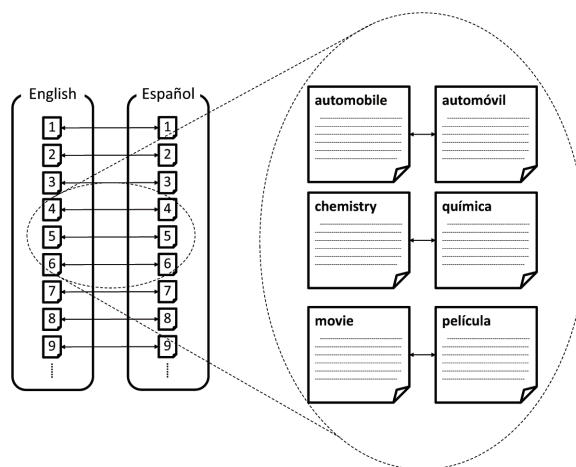 English Español
1 1
2 2
3 3
4 4
5 5
6 6
7 7
8 8
9 9
automobile automóvil
chemistry química
movie película